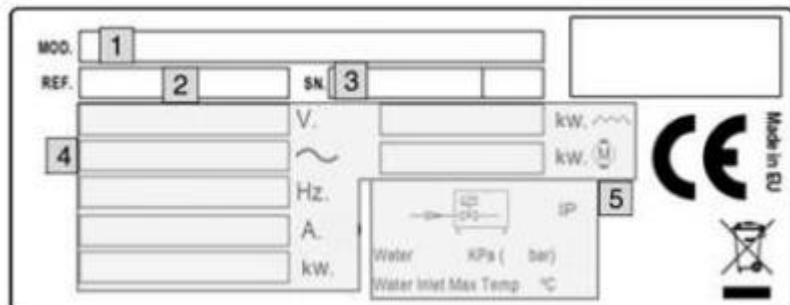 MOD. 1
REF. 2 SN. 3
V. kw.
4 kw. M
Hz. 5
A. IP
kw.
Water KPa ( bar)
Water Inlet Max Temp ºC
CE
Made in EU